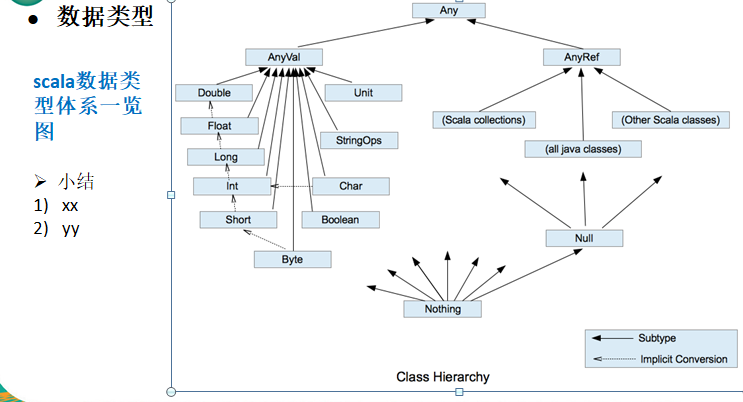 ● 数据类型
scala数据类
型体系一览
图
➢ 小结
1) xx
2) yy
Any
AnyVal
AnyRef
Double
Unit
Float
(Scala collections)
(Other Scala classes)
StringOps
Long
(all java classes)
Int
Char
Short
Boolean
Null
Byte
Nothing
Subtype
Implicit Conversion
Class Hierarchy